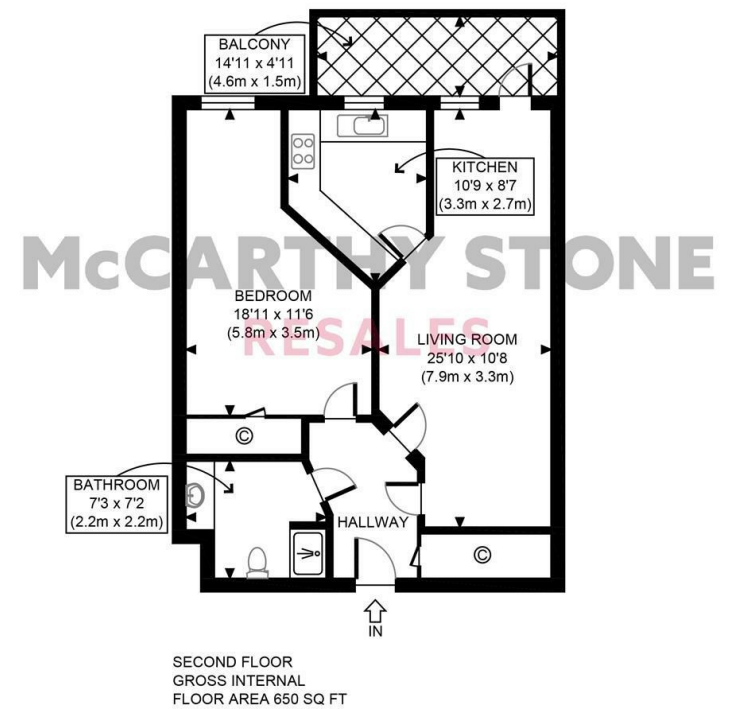 BALCONY
14'11 x 4'11
(4.6m x 1.5m)
KITCHEN
10'9 x 8'7
(3.3m x 2.7m)
McCARTHY STONE
RESALES
BEDROOM
18'11 x 11'6
(5.8m x 3.5m)
LIVING ROOM
25'10 x 10'8
(7.9m x 3.3m)
C
BATHROOM
7'3 x 7'2
(2.2m x 2.2m)
HALLWAY
C
IN
SECOND FLOOR
GROSS INTERNAL
FLOOR AREA 650 SQ FT